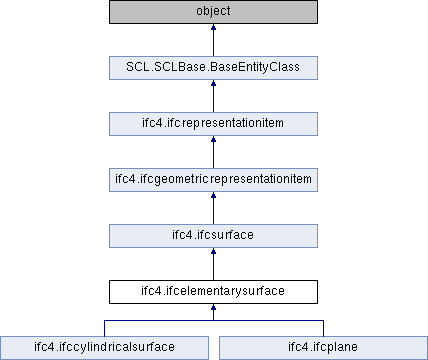 object
SCL.SCLBase.BaseEntityClass
ifc4.ifcrepresentationitem
ifc4.ifcgeometricrepresentationitem
ifc4.ifcsurface
ifc4.ifcelementarysurface
ifc4.ifccylindricalsurface
ifc4.ifcplane